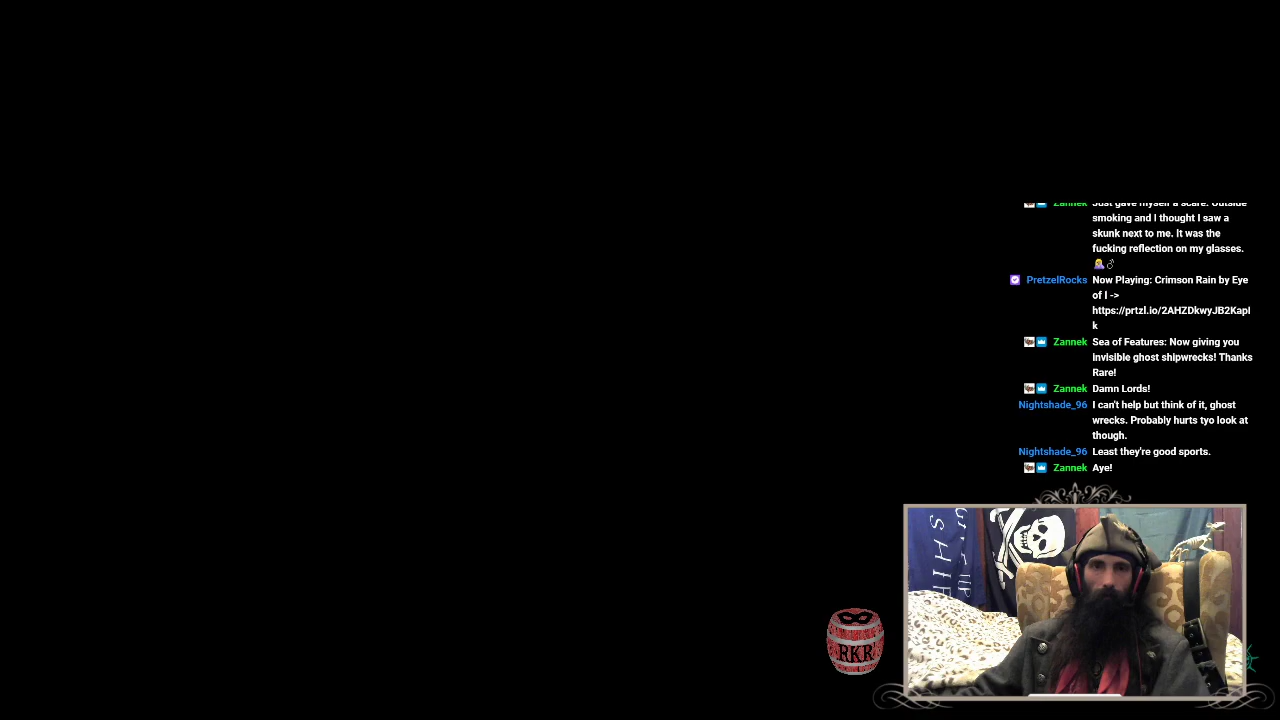 Zannek Just gave myself a scare. Outside
smoking and I thought I saw a
skunk next to me. It was the
fucking reflection on my glasses.
PretzelRocks Now Playing: Crimson Rain by Eye
of I ->
https://prtzl.io/2AHZDkwyJB2Kapl
k
Zannek Sea of Features: Now giving you
invisible ghost shipwrecks! Thanks
Rare!
Zannek Damn Lords!
Nightshade_96 I can't help but think of it, ghost
wrecks. Probably hurts tyo look at
though.
Nightshade_96 Least they're good sports.
Zannek Aye!
SHIP
RKR